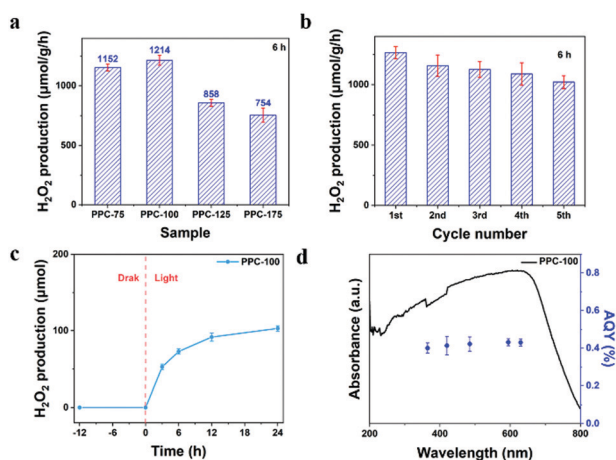 a
6 h
1152
1214
858
754
1000
500
0
H₂O₂ production (μmol/g/h)
PPC-75 PPC-100 PPC-125 PPC-175
Sample
b
6 h
1000
500
0
H₂O₂ production (μmol/g/h)
1st 2nd 3rd 4th 5th
Cycle number
c
PPC-100
Drak Light
200
100
0
H₂O₂ production (μmol)
-12 -6 0 6 12 18 24
Time (h)
d
PPC-100
Absorbance (a.u.)
0.8
0.6
0.4
0.2
0.0
AQY (%)
200 300 400 500 600 700 800
Wavelength (nm)